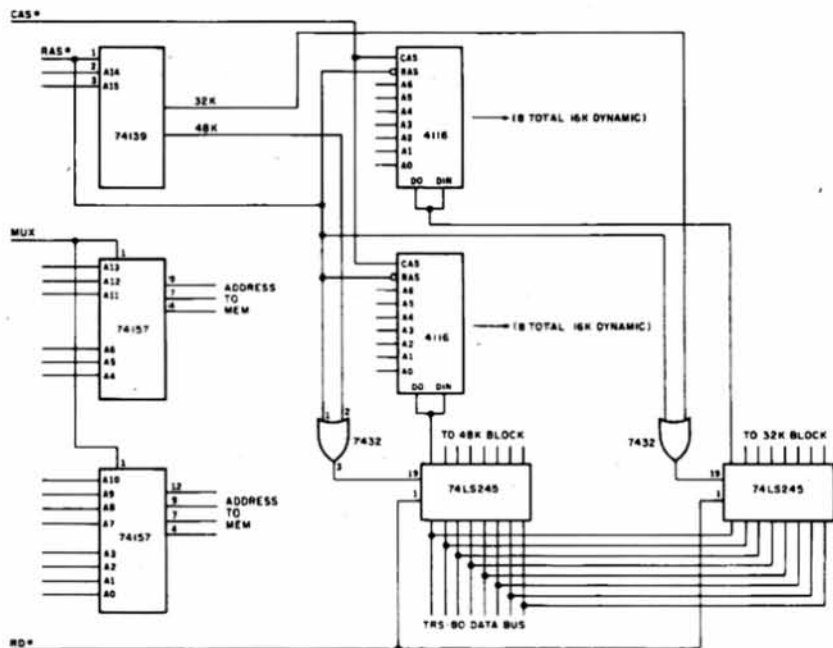 CAS*
RAS*
1
2
A14
3
A15
32K
48K
74139
CAS
RAS
A6
A5
A4
A3
A2
A1
A0
4116
DO DIN
(8 TOTAL 16K DYNAMIC)
MUX
1
A13
A12
A11
9
7
4
ADDRESS
TO
MEM
74157
A6
A5
A4
CAS
RAS
A6
A5
A4
A3
A2
A1
A0
4116
DO DIN
(8 TOTAL 16K DYNAMIC)
1
2
7432
3
TO 48K BLOCK
19
1
74LS245
7432
TO 32K BLOCK
19
1
74LS245
1
A10
A9
A8
A7
12
9
7
4
ADDRESS
TO
MEM
74157
A3
A2
A1
A0
TRS-80 DATA BUS
RD*